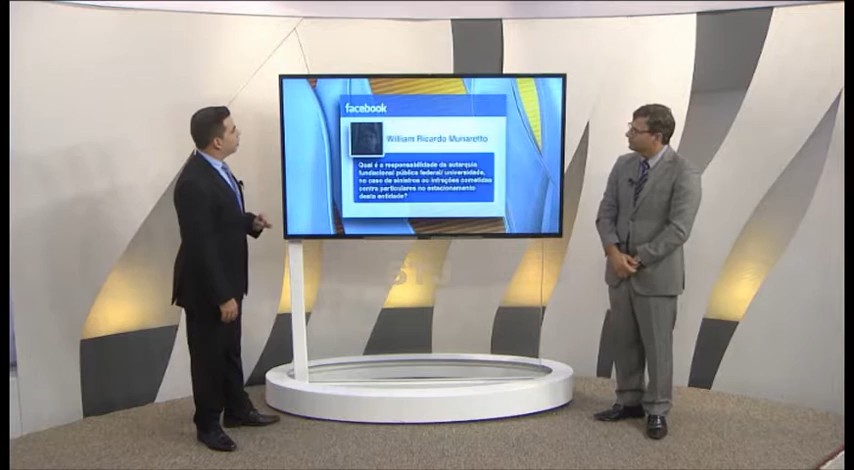 facebook
William Ricardo Munaretto
Qual é a responsabilidade da autarquia
fundacional pública federal/ universidade,
no caso de sinistros ou infrações cometidas
contra particulares no estacionamento
desta entidade?
STJ